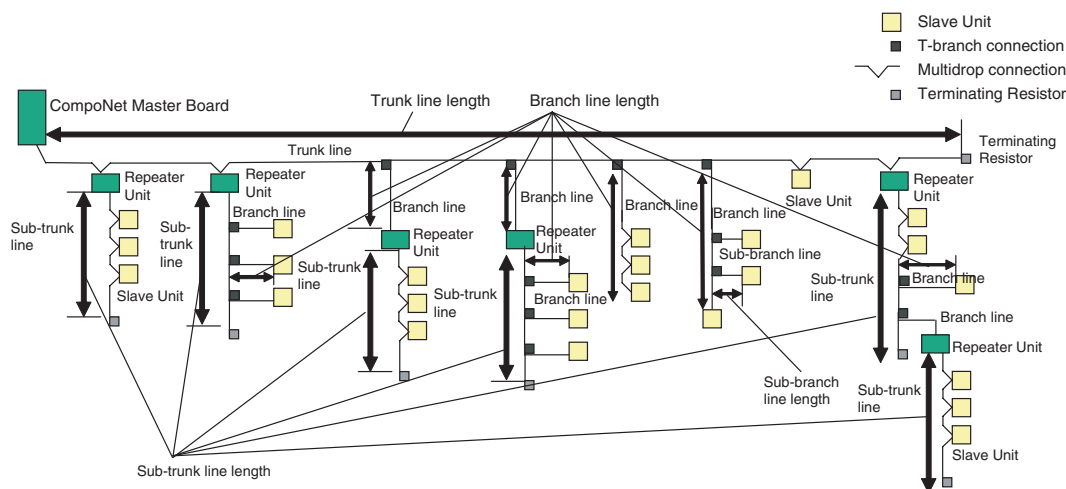 Slave Unit
T-branch connection
Multidrop connection
Terminating Resistor
CompoNet Master Board
Trunk line length
Branch line length
Terminating
Resistor
Trunk line
Repeater
Unit
Repeater
Unit
Slave Unit
Repeater
Unit
Sub-trunk
line
Sub-
trunk
line
Branch line
Branch line
Branch line
Branch line
Branch line
Repeater
Unit
Repeater
Unit
Sub-branch line
Sub-trunk
line
Sub-trunk
line
Branch line
Slave Unit
Sub-trunk
line
Sub-trunk
line
Branch line
Branch line
Repeater Unit
Sub-branch
line length
Sub-trunk
line
Slave Unit
Sub-trunk line length